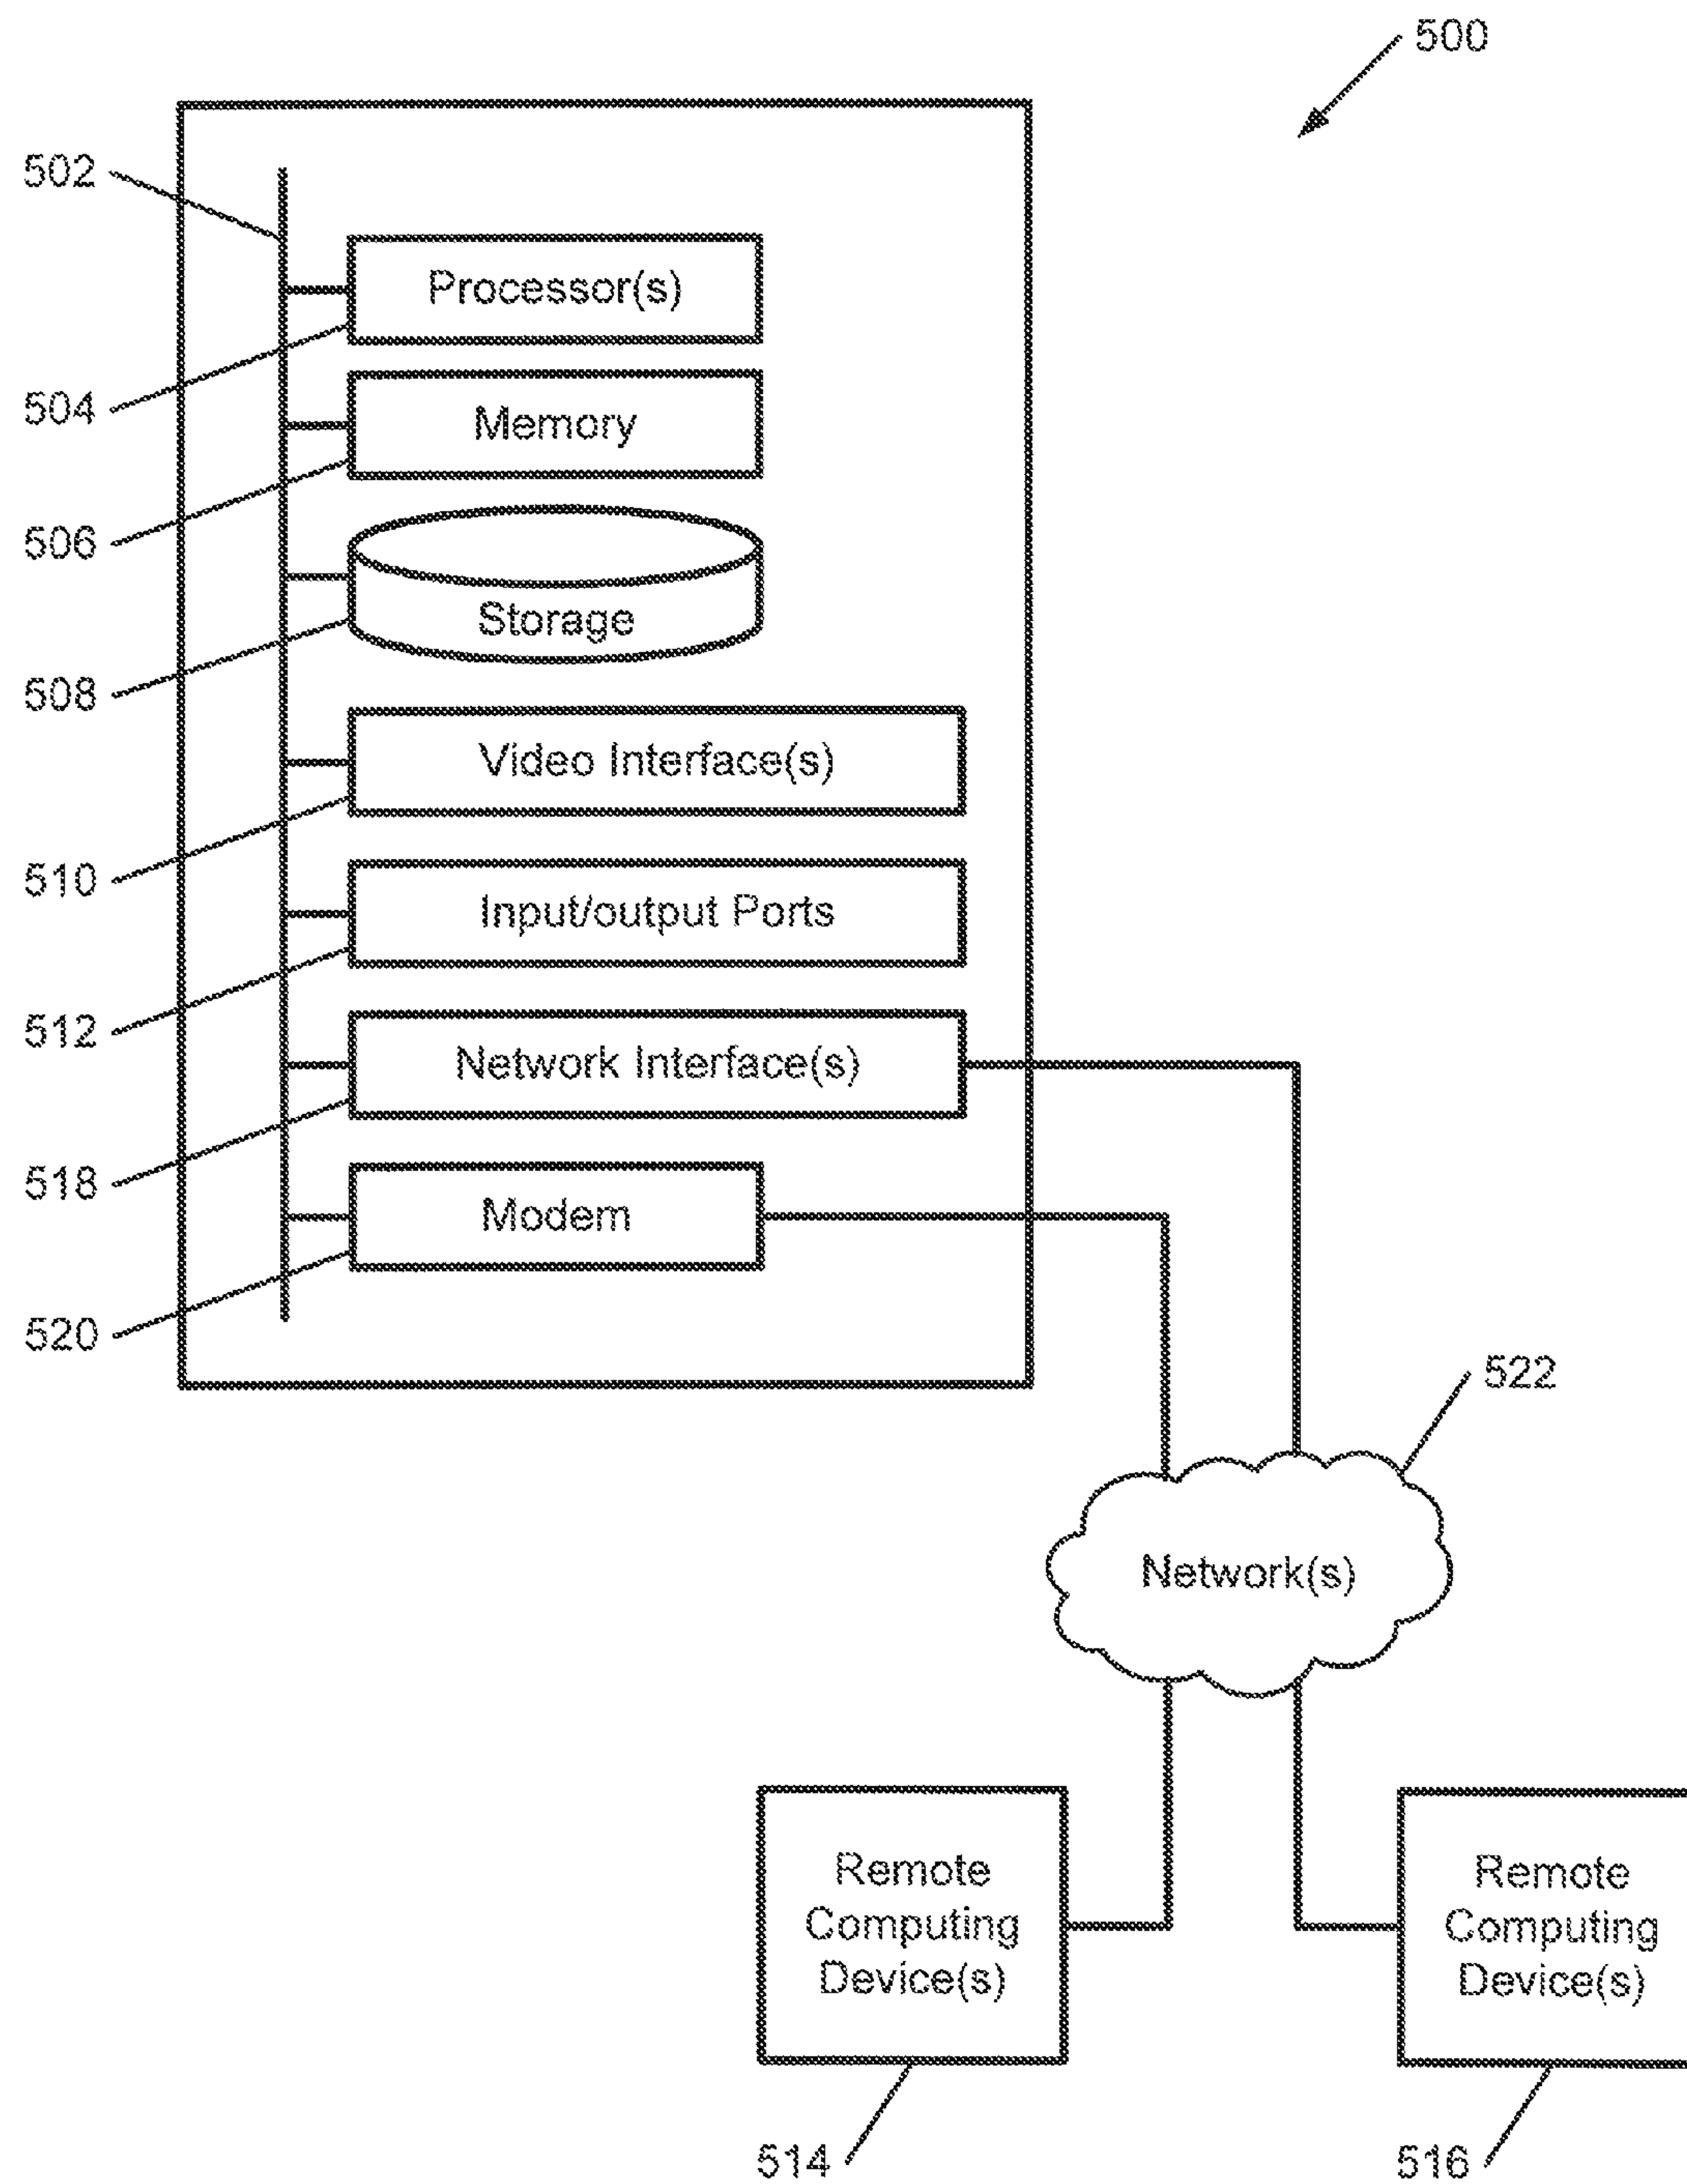 500
502
Processor(s)
504
Memory
506
Storage
508
Video Interface(s)
510
Input/output Ports
512
Network Interface(s)
518
Modem
520
522
Network(s)
Remote
Computing
Device(s)
514
Remote
Computing
Device(s)
516